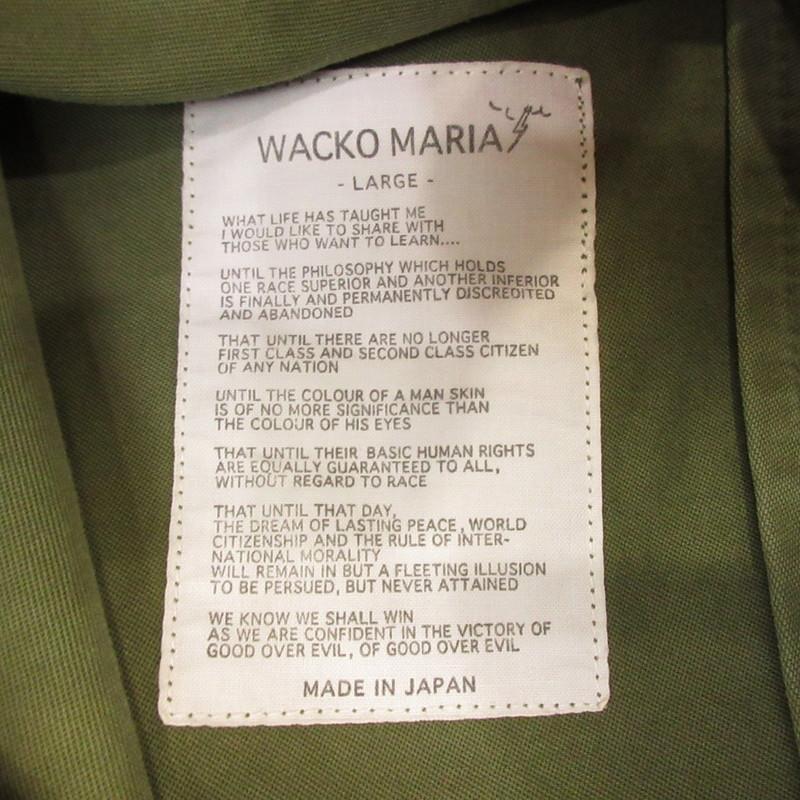 WACKO MARIA
- LARGE -
WHAT LIFE HAS TAUGHT ME
I WOULD LIKE TO SHARE WITH
THOSE WHO WANT TO LEARN....
UNTIL THE PHILOSOPHY WHICH HOLDS
ONE RACE SUPERIOR AND ANOTHER INFERIOR
IS FINALLY AND PERMANENTLY DISCREDITED
AND ABANDONED
THAT UNTIL THERE ARE NO LONGER
FIRST CLASS AND SECOND CLASS CITIZEN
OF ANY NATION
UNTIL THE COLOUR OF A MAN SKIN
IS OF NO MORE SIGNIFICANCE THAN
THE COLOUR OF HIS EYES
THAT UNTIL THEIR BASIC HUMAN RIGHTS
ARE EQUALLY GUARANTEED TO ALL,
WITHOUT REGARD TO RACE
THAT UNTIL THAT DAY,
THE DREAM OF LASTING PEACE, WORLD
CITIZENSHIP AND THE RULE OF INTER-
NATIONAL MORALITY
WILL REMAIN IN BUT A FLEETING ILLUSION
TO BE PERSUED, BUT NEVER ATTAINED
WE KNOW WE SHALL WIN
AS WE ARE CONFIDENT IN THE VICTORY OF
GOOD OVER EVIL, OF GOOD OVER EVIL
MADE IN JAPAN